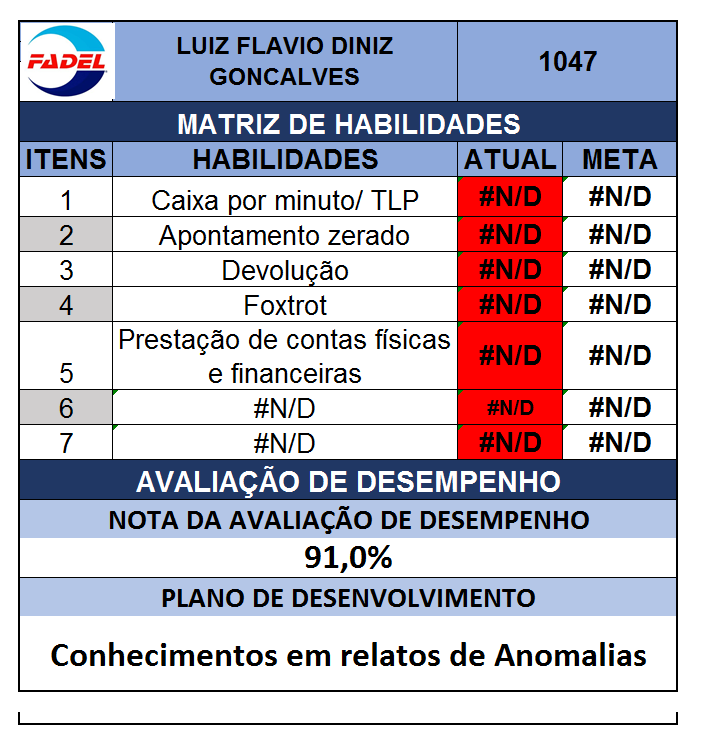 FADEL
LUIZ FLAVIO DINIZ
GONCALVES
1047
MATRIZ DE HABILIDADES
ITENS HABILIDADES ATUAL META
1 Caixa por minuto/ TLP #N/D #N/D
2 Apontamento zerado #N/D #N/D
3 Devolução #N/D #N/D
4 Foxtrot #N/D #N/D
5 Prestação de contas físicas
e financeiras #N/D #N/D
6 #N/D #N/D #N/D
7 #N/D #N/D #N/D
AVALIAÇÃO DE DESEMPENHO
NOTA DA AVALIAÇÃO DE DESEMPENHO
91,0%
PLANO DE DESENVOLVIMENTO
Conhecimentos em relatos de Anomalias